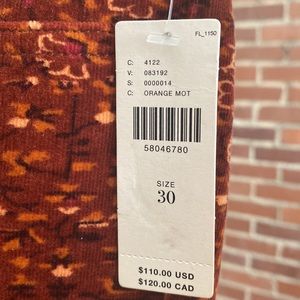 FL_1150
C: 4122
V: 083192
S: 0000014
C: ORANGE MOT
58046780
SIZE
30
$110.00 USD
$120.00 CAD